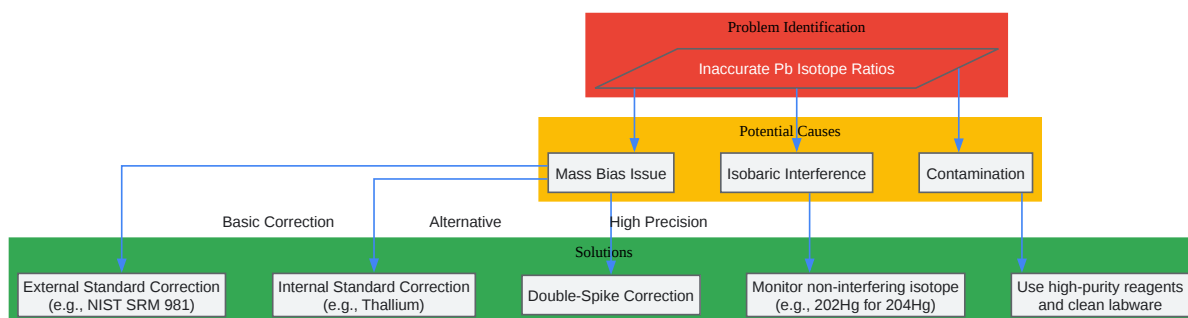 Problem Identification
Inaccurate Pb Isotope Ratios
Potential Causes
Mass Bias Issue
Isobaric Interference
Contamination
Basic Correction
Alternative
High Precision
Solutions
External Standard Correction
(e.g., NIST SRM 981)
Internal Standard Correction
(e.g., Thallium)
Double-Spike Correction
Monitor non-interfering isotope
(e.g., 202Hg for 204Hg)
Use high-purity reagents
and clean labware